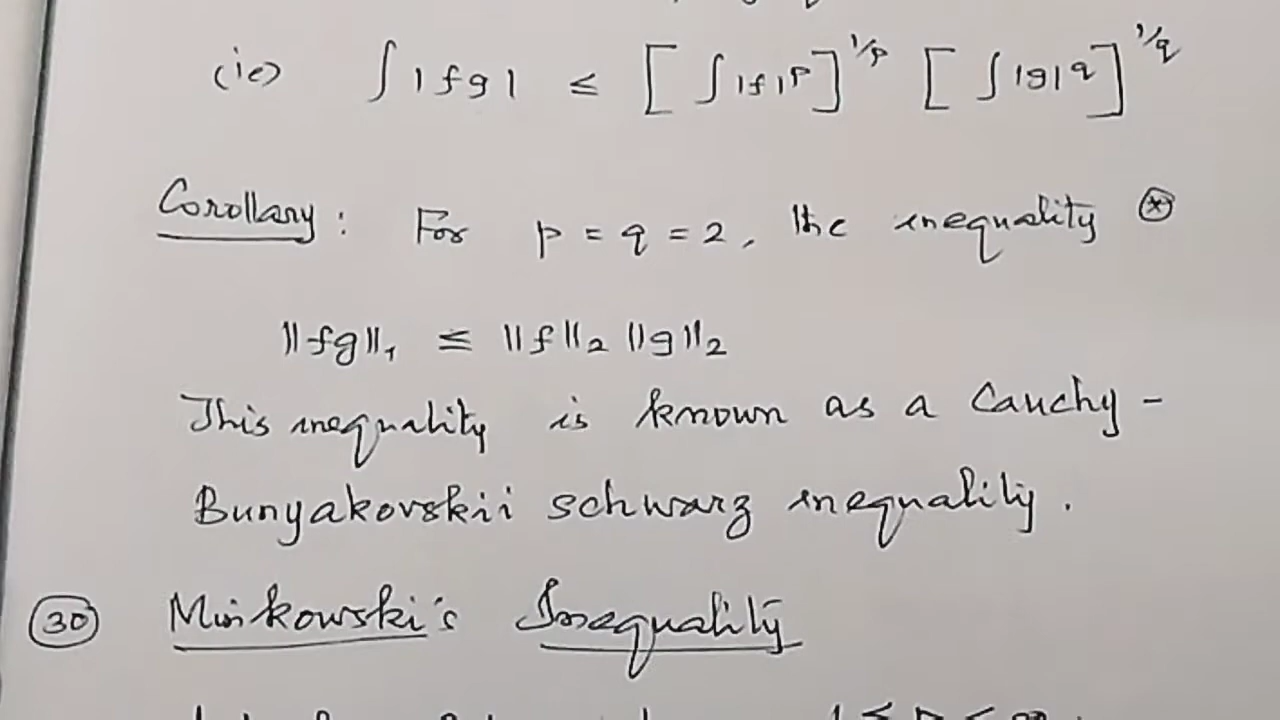 (ie) ∫|fg| ≤ [∫|f|^p]^{1/p} [∫|g|^q]^{1/q}
Corollary : For p = q = 2, the inequality ⊛
||fg||₁ ≤ ||f||₂ ||g||₂
This inequality is known as a Cauchy -
Bunyakovskii schwarz inequality.
30 Minkowski's Inequality